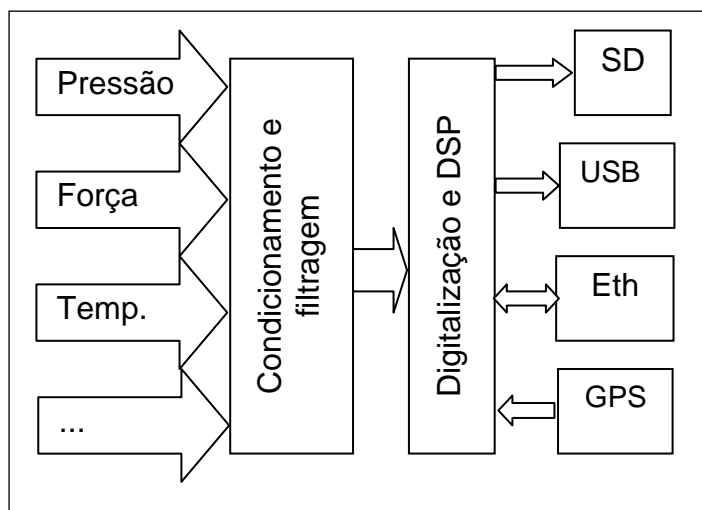 Pressão
Força
Temp.
...
Condicionamento e
filtragem
Digitalização e DSP
SD
USB
Eth
GPS